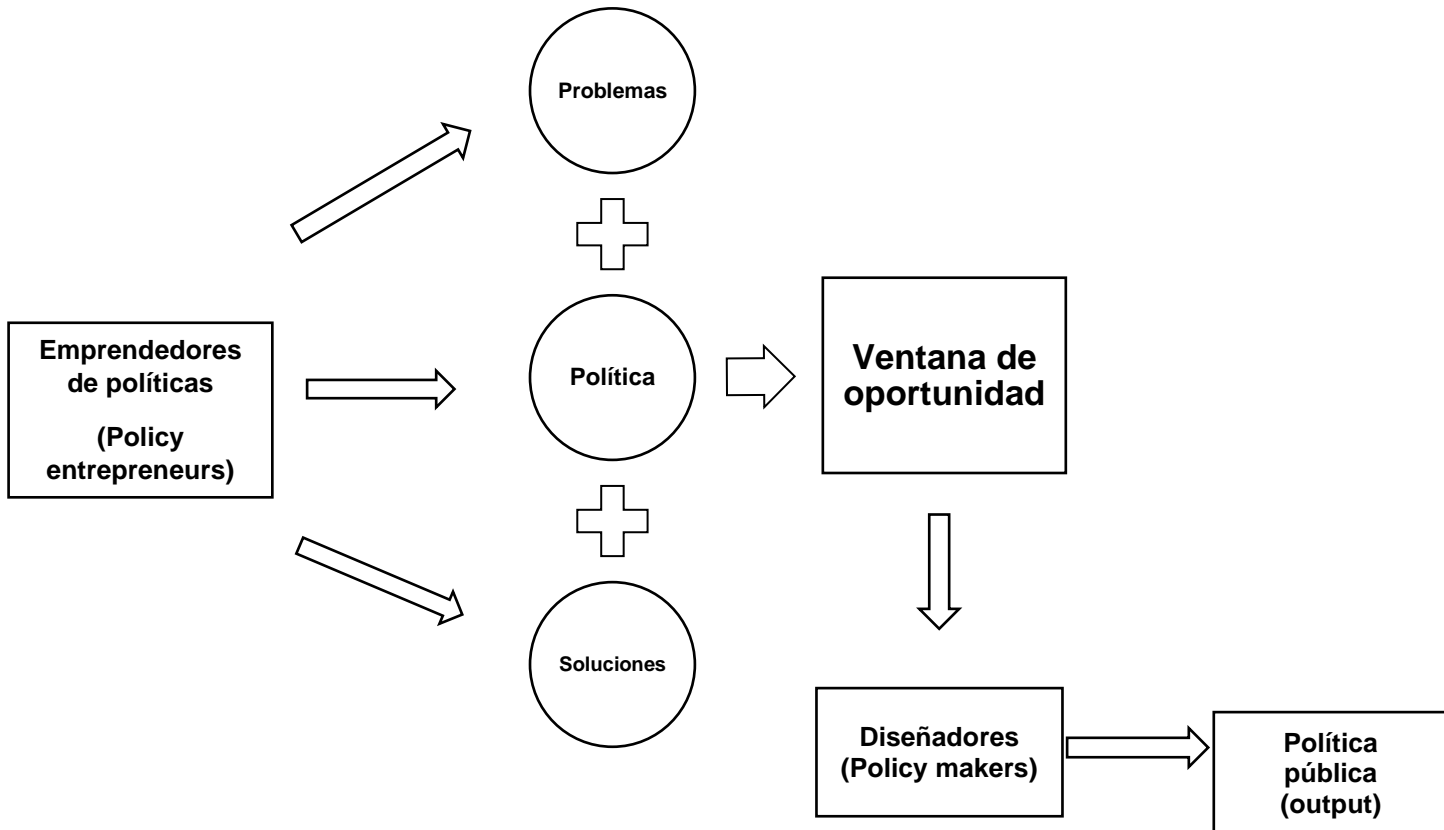 Problemas
Emprendedores
de políticas
(Policy
entrepreneurs)
Política
Ventana de
oportunidad
Soluciones
Diseñadores
(Policy makers)
Política
pública
(output)